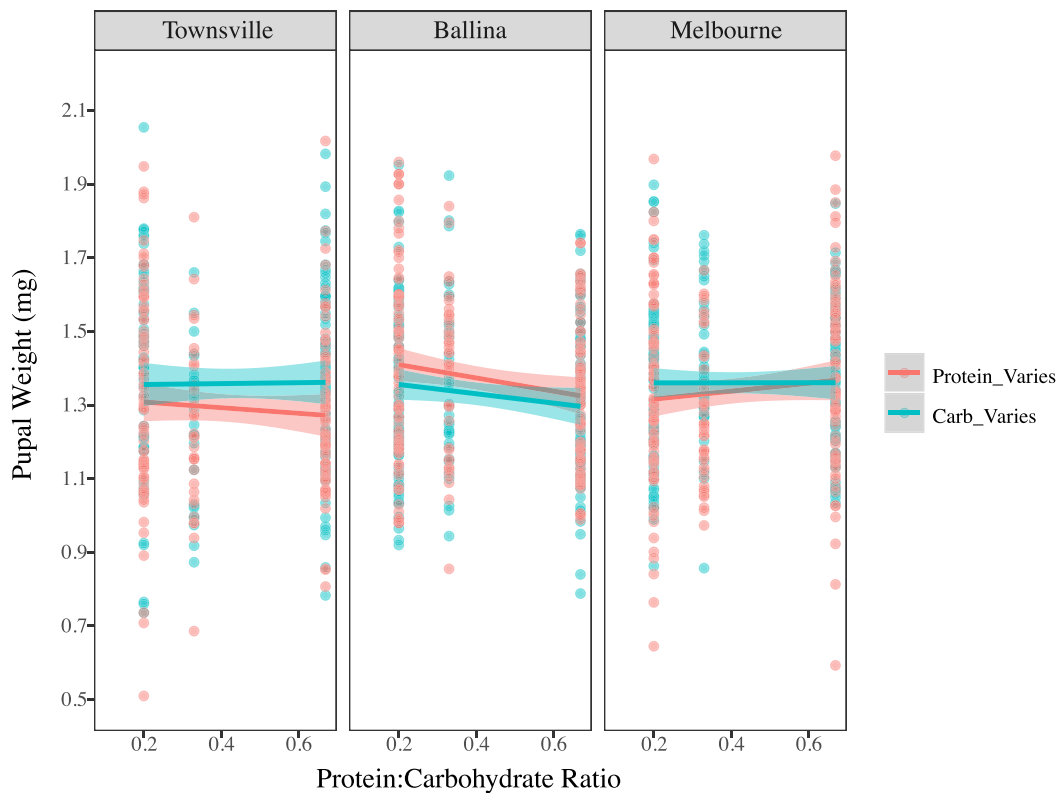 Townsville Ballina Melbourne
Pupal Weight (mg)
2.1
1.9
1.7
1.5
1.3
1.1
0.9
0.7
0.5
0.2 0.4 0.6 0.2 0.4 0.6 0.2 0.4 0.6
Protein:Carbohydrate Ratio
Protein_Varies
Carb_Varies